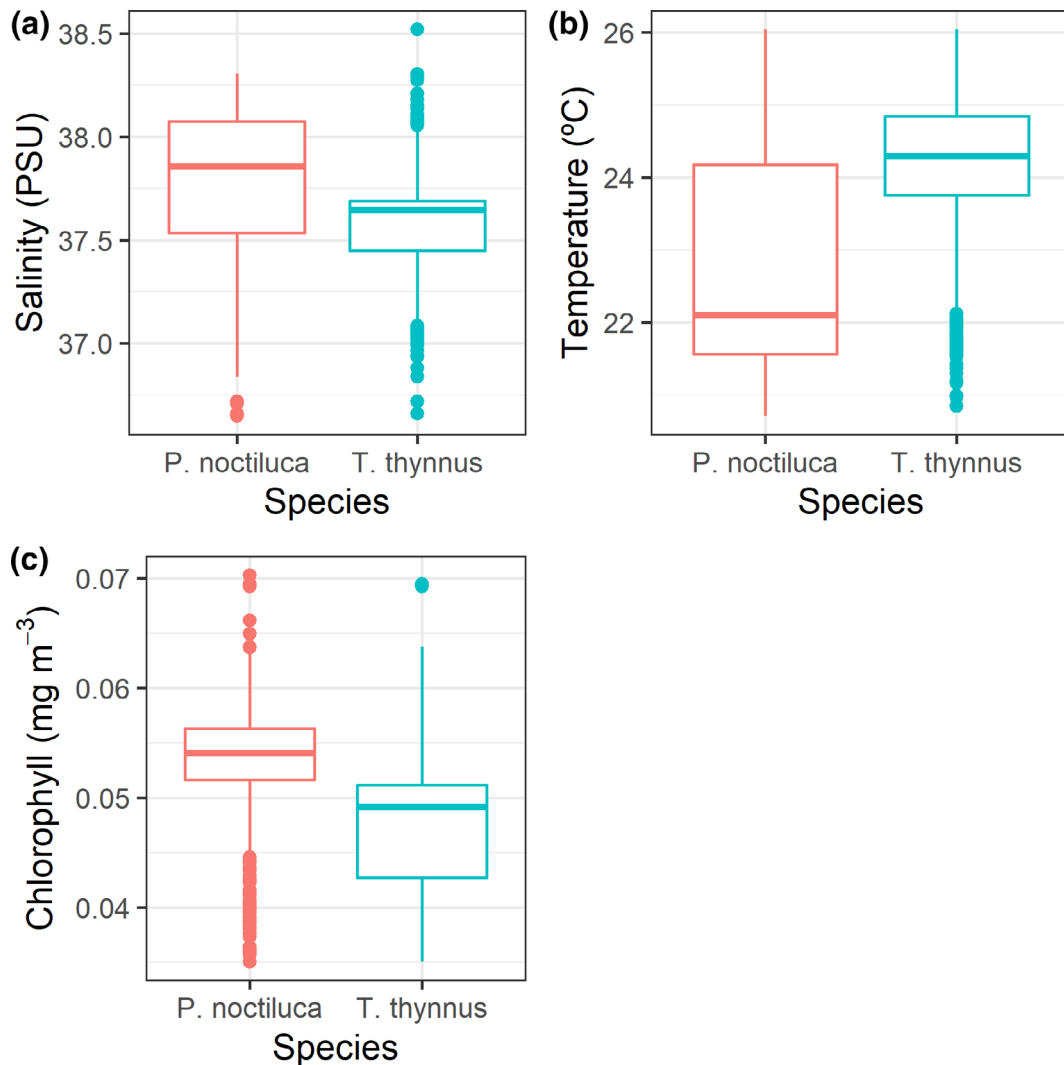 (a)
Salinity (PSU)
38.5
38.0
37.5
37.0
P. noctiluca T. thynnus
Species
(b)
Temperature (ºC)
26
24
22
P. noctiluca T. thynnus
Species
(c)
Chlorophyll (mg m⁻³)
0.07
0.06
0.05
0.04
P. noctiluca T. thynnus
Species